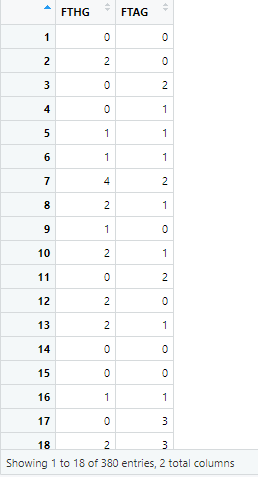 FTHG FTAG
1 0 0
2 2 0
3 0 2
4 0 1
5 1 1
6 1 1
7 4 2
8 2 1
9 1 0
10 2 1
11 0 2
12 2 0
13 2 1
14 0 0
15 0 0
16 1 1
17 0 3
18 2 3
Showing 1 to 18 of 380 entries, 2 total columns